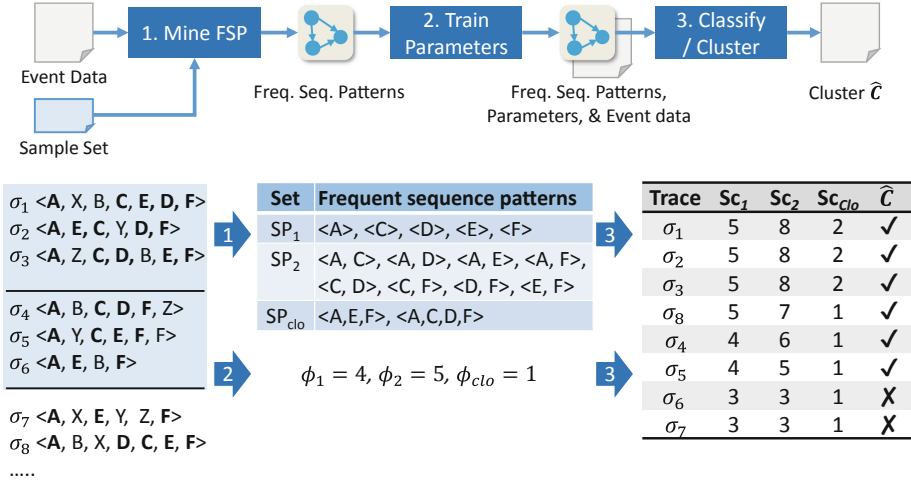 1. Mine FSP
2. Train
Parameters
3. Classify
/ Cluster
Event Data
Freq. Seq. Patterns
Freq. Seq. Patterns,
Parameters, & Event data
Cluster Ĉ
Sample Set
σ1 <A, X, B, C, E, D, F>
σ2 <A, E, C, Y, D, F>
σ3 <A, Z, C, D, B, E, F>
σ4 <A, B, C, D, F, Z>
σ5 <A, Y, C, E, F, F>
σ6 <A, E, B, F>
σ7 <A, X, E, Y, Z, F>
σ8 <A, B, X, D, C, E, F>
.....
1
2
Set Frequent sequence patterns
SP1 <A>, <C>, <D>, <E>, <F>
SP2 <A, C>, <A, D>, <A, E>, <A, F>,
<C, D>, <C, F>, <D, F>, <E, F>
SPclo <A,E,F>, <A,C,D,F>
ϕ1 = 4, ϕ2 = 5, ϕclo = 1
3
3
Trace Sc1 Sc2 ScClo Ĉ
σ1 5 8 2 ✓
σ2 5 8 2 ✓
σ3 5 8 2 ✓
σ8 5 7 1 ✓
σ4 4 6 1 ✓
σ5 4 5 1 ✓
σ6 3 3 1 ✗
σ7 3 3 1 ✗